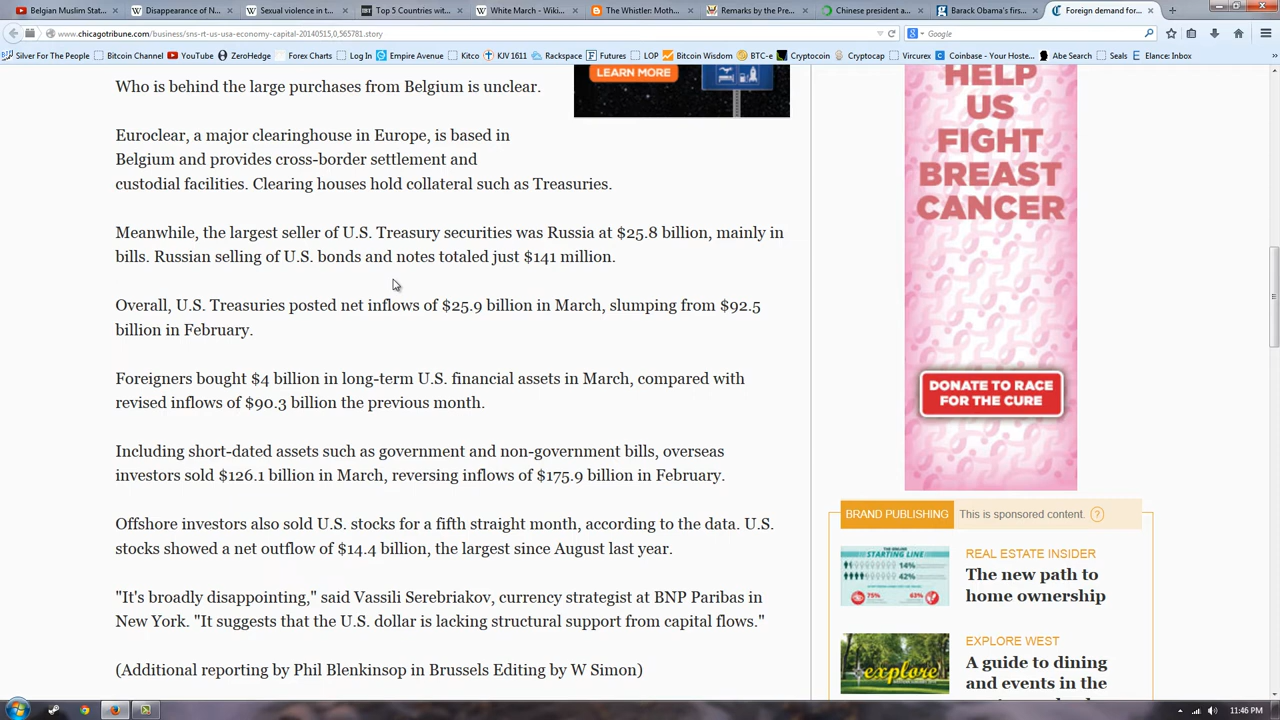 Belgian Muslim Stat...
Disappearance of N...
Sexual violence in t...
Top 5 Countries wit...
White March - Wiki...
The Whistler: Moth...
Remarks by the Pre...
Chinese president a...
Barack Obama's firs...
Foreign demand for...
www.chicagotribune.com/business/sns-rt-us-usa-economy-capital-20140515,0,565781.story
Google
Silver For The People
Bitcoin Channel
YouTube
ZeroHedge
Forex Charts
Log In
Empire Avenue
Kitco
KJV 1611
Rackspace
Futures
LOP
Bitcoin Wisdom
BTC-e
Cryptocoin
Cryptocap
Vircurex
Coinbase - Your Hoste...
Abe Search
Seals
Elance: Inbox
Who is behind the large purchases from Belgium is unclear.
LEARN MORE
Euroclear, a major clearinghouse in Europe, is based in
Belgium and provides cross-border settlement and
custodial facilities. Clearing houses hold collateral such as Treasuries.
Meanwhile, the largest seller of U.S. Treasury securities was Russia at $25.8 billion, mainly in
bills. Russian selling of U.S. bonds and notes totaled just $141 million.
Overall, U.S. Treasuries posted net inflows of $25.9 billion in March, slumping from $92.5
billion in February.
Foreigners bought $4 billion in long-term U.S. financial assets in March, compared with
revised inflows of $90.3 billion the previous month.
Including short-dated assets such as government and non-government bills, overseas
investors sold $126.1 billion in March, reversing inflows of $175.9 billion in February.
Offshore investors also sold U.S. stocks for a fifth straight month, according to the data. U.S.
stocks showed a net outflow of $14.4 billion, the largest since August last year.
"It's broadly disappointing," said Vassili Serebriakov, currency strategist at BNP Paribas in
New York. "It suggests that the U.S. dollar is lacking structural support from capital flows."
(Additional reporting by Phil Blenkinsop in Brussels Editing by W Simon)
HELP
US
FIGHT
BREAST
CANCER
DONATE TO RACE
FOR THE CURE
BRAND PUBLISHING
This is sponsored content. ?
STARTING LINE
14%
42%
75%
63%
REAL ESTATE INSIDER
The new path to
home ownership
explore
EXPLORE WEST
A guide to dining
and events in the
11:46 PM